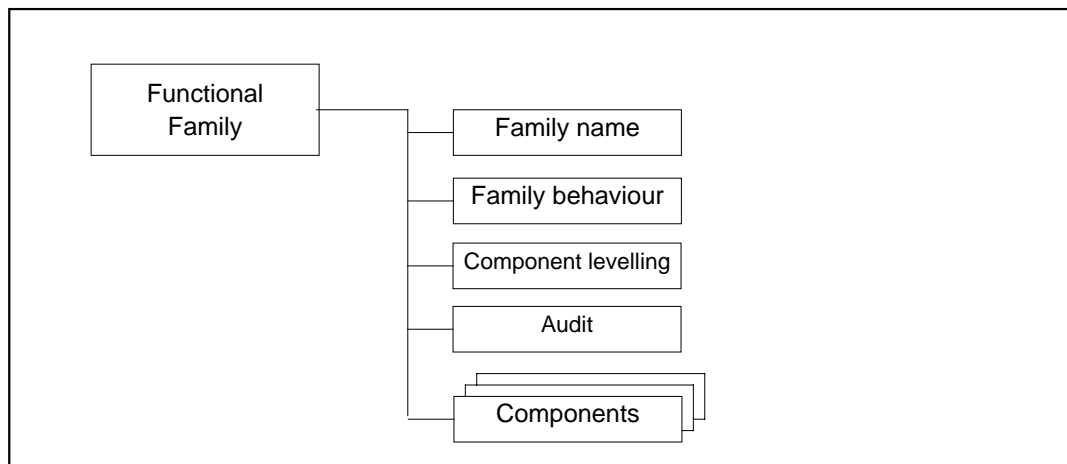 Functional
Family
Family name
Family behaviour
Component levelling
Audit
Components